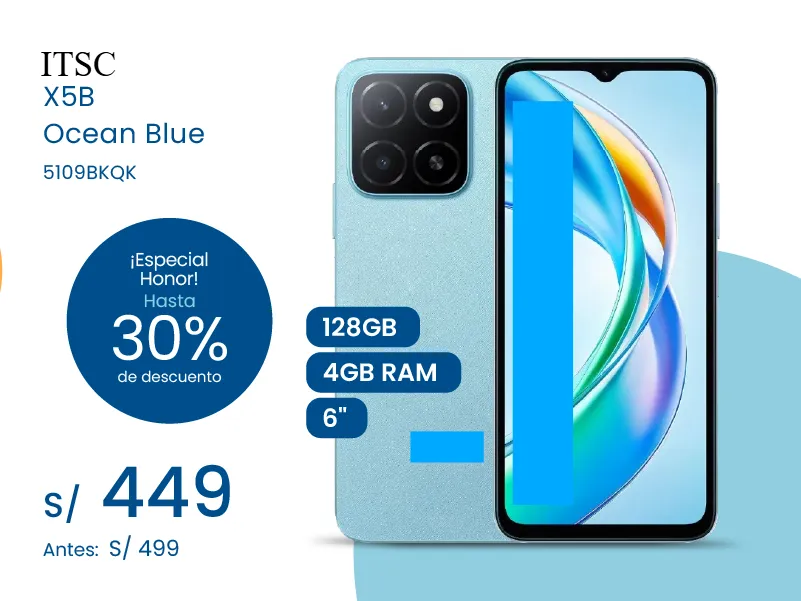 ITSC
X5B
Ocean Blue
5109BKQK
¡Especial
Honor!
Hasta
30%
de descuento
128GB
4GB RAM
6"
S/ 449
Antes: S/ 499